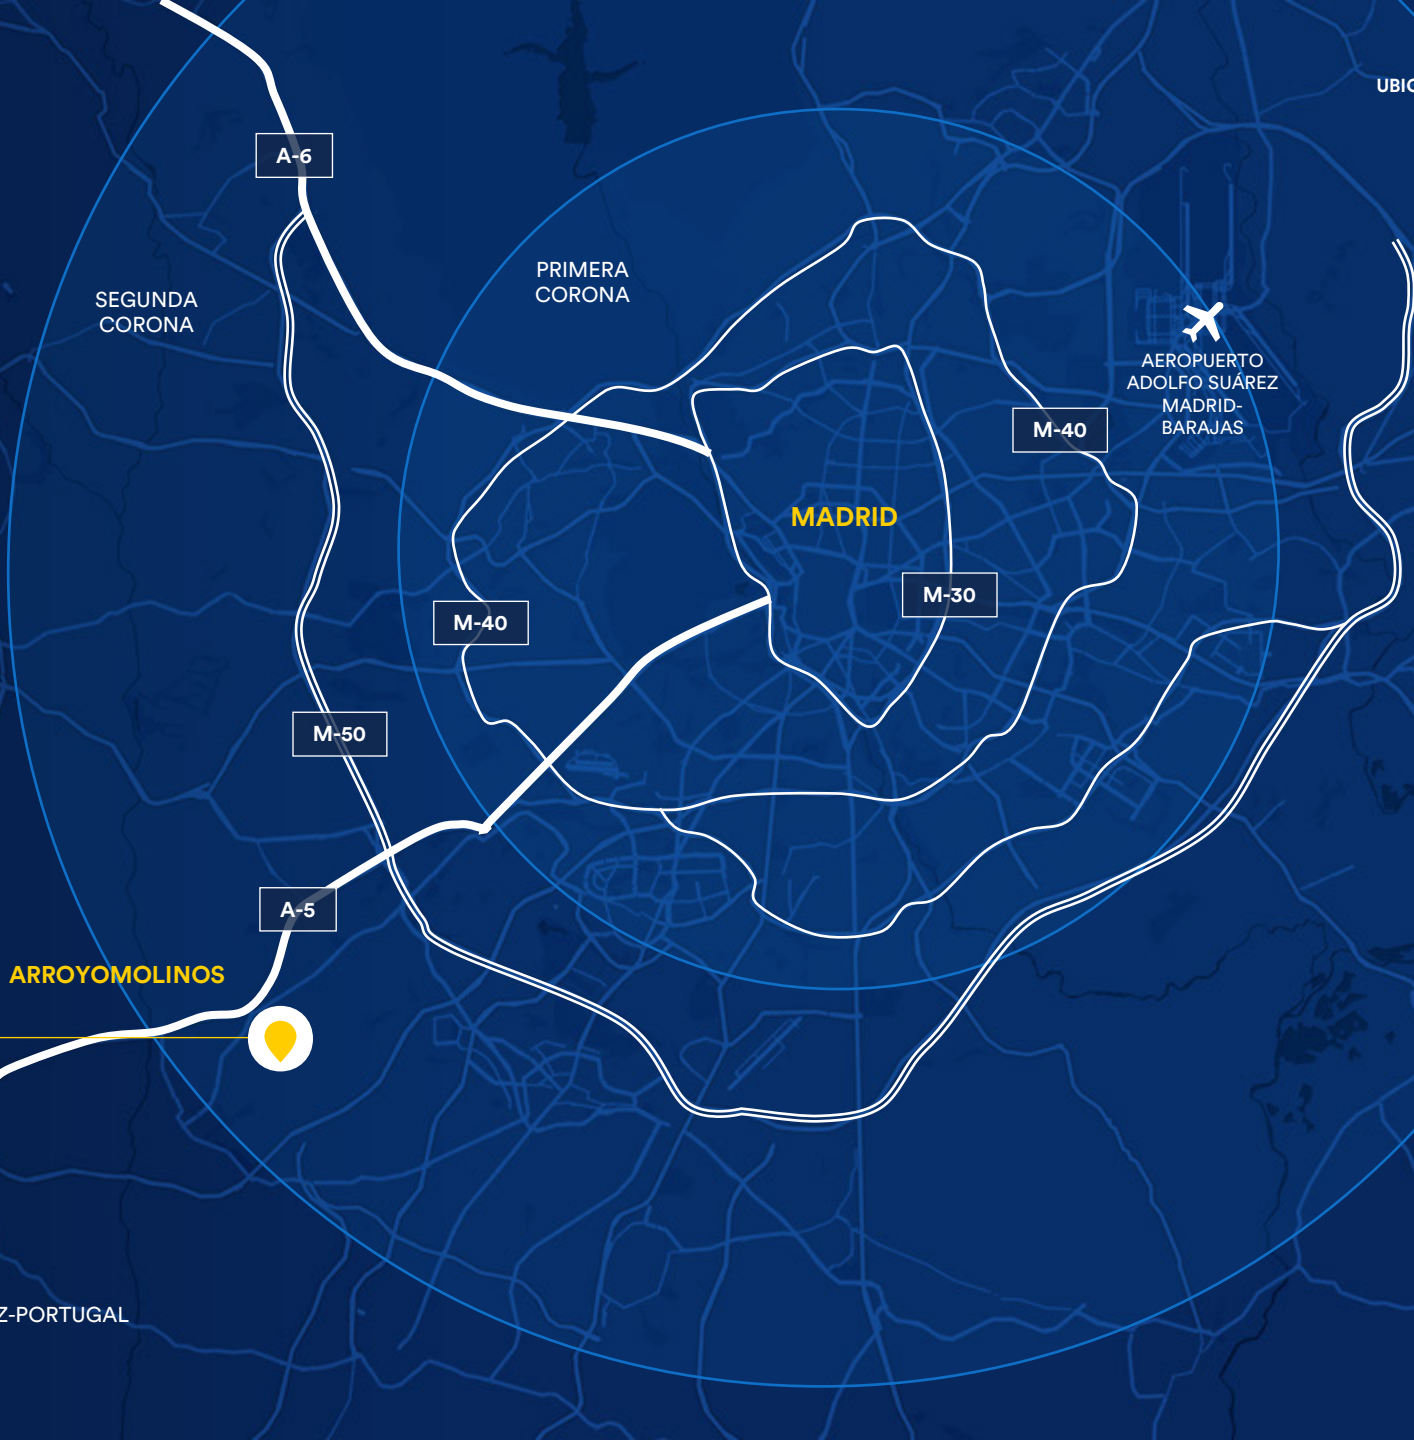 UBIC
A-6
PRIMERA
CORONA
SEGUNDA
CORONA
AEROPUERTO
ADOLFO SUÁREZ
MADRID-
BARAJAS
M-40
MADRID
M-30
M-40
M-50
A-5
ARROYOMOLINOS
Z-PORTUGAL